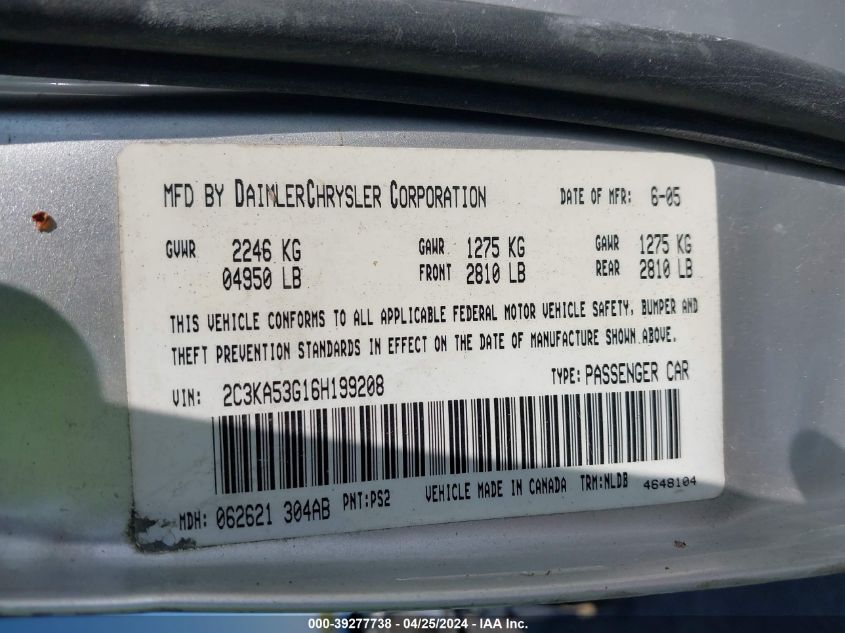 MFD BY DAIMLERCHRYSLER CORPORATION DATE OF MFR: 6-05
GVWR 2246 KG GAWR 1275 KG GAWR 1275 KG
04950 LB FRONT 2810 LB REAR 2810 LB
THIS VEHICLE CONFORMS TO ALL APPLICABLE FEDERAL MOTOR VEHICLE SAFETY, BUMPER AND
THEFT PREVENTION STANDARDS IN EFFECT ON THE DATE OF MANUFACTURE SHOWN ABOVE.
VIN: 2C3KA53G16H199208 TYPE: PASSENGER CAR
MDH: 062621 304AB PNT:PS2 VEHICLE MADE IN CANADA TRM:NLDB 4648104
000-39277738 - 04/25/2024 - IAA Inc.